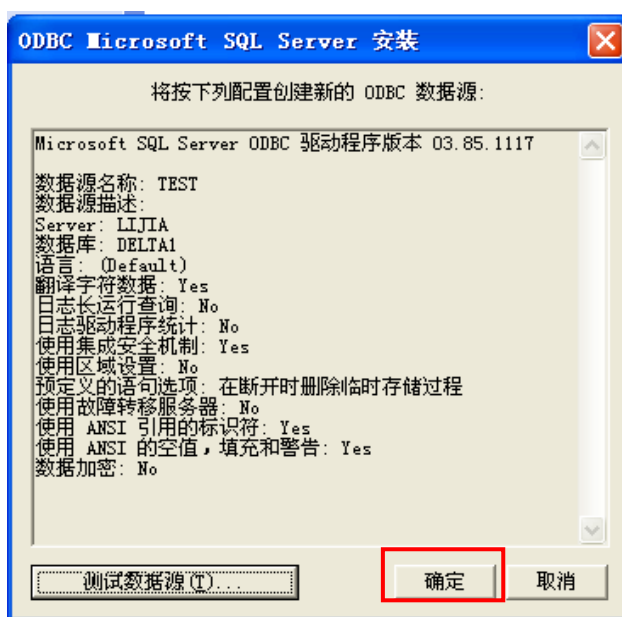 ODBC Microsoft SQL Server 安装
将按下列配置创建新的 ODBC 数据源:
Microsoft SQL Server ODBC 驱动程序版本 03.85.1117
数据源名称: TEST
数据源描述:
Server: LIJIA
数据库: DELTA1
语言: (Default)
翻译字符数据: Yes
日志长运行查询: No
日志驱动程序统计: No
使用集成安全机制: Yes
使用区域设置: No
预定义的语句选项: 在断开时删除临时存储过程
使用故障转移服务器: No
使用 ANSI 引用的标识符: Yes
使用 ANSI 的空值，填充和警告: Yes
数据加密: No
测试数据源(T)... 确定 取消